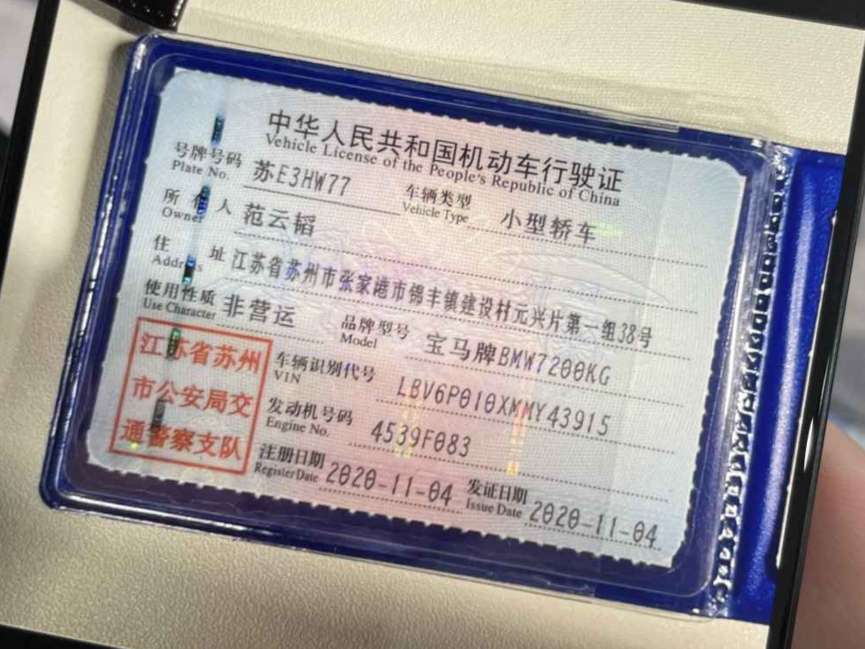 中华人民共和国机动车行驶证
Vehicle License of the People's Republic of China
号牌号码 苏E3HW77 车辆类型 小型轿车
Plate No. Vehicle Type
所有人 范云韬
Owner
住址 江苏省苏州市张家港市锦丰镇建设村元兴片第一组38号
Address
使用性质 非营运 品牌型号 宝马牌BMW7200KG
Use Character Model
江苏省苏州
市公安局交
通警察支队
车辆识别代号 LBV6P010XMMY43915
VIN
发动机号码 4539F083
Engine No.
注册日期 2020-11-04 发证日期 2020-11-04
Register Date Issue Date